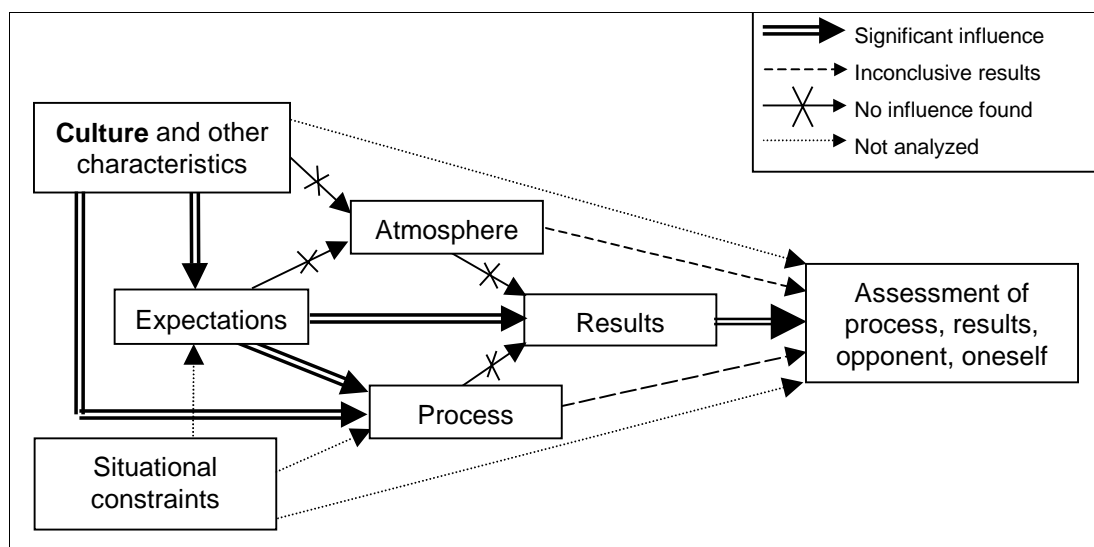 Significant influence
Inconclusive results
No influence found
Not analyzed
Culture and other
characteristics
Atmosphere
Expectations
Results
Assessment of
process, results,
opponent, oneself
Process
Situational
constraints